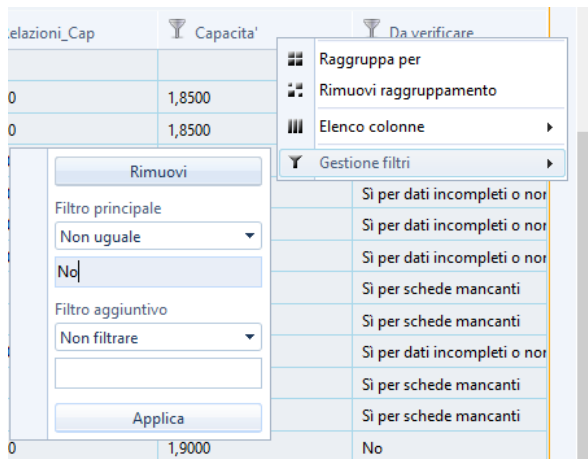 elazioni_Cap Capacita' Da verificare
Raggruppa per
0 1,8500 Rimuovi raggruppamento
0 1,8500 Elenco colonne
Rimuovi Gestione filtri
Filtro principale Sì per dati incompleti o nor
Non uguale Sì per dati incompleti o nor
No Sì per dati incompleti o nor
Sì per schede mancanti
Filtro aggiuntivo Sì per schede mancanti
Non filtrare Sì per dati incompleti o nor
Sì per schede mancanti
Applica Sì per schede mancanti
0 1,9000 No